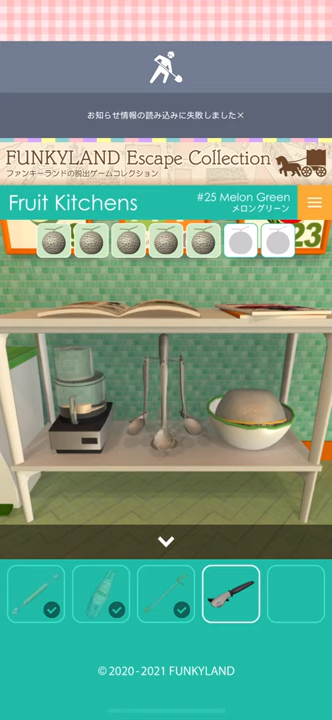 お知らせ情報の読み込みに失敗しました×
FUNKYLAND Escape Collection
ファンキーランドの脱出ゲームコレクション
Fruit Kitchens
#25 Melon Green
メロングリーン
23
© 2020 - 2021 FUNKYLAND